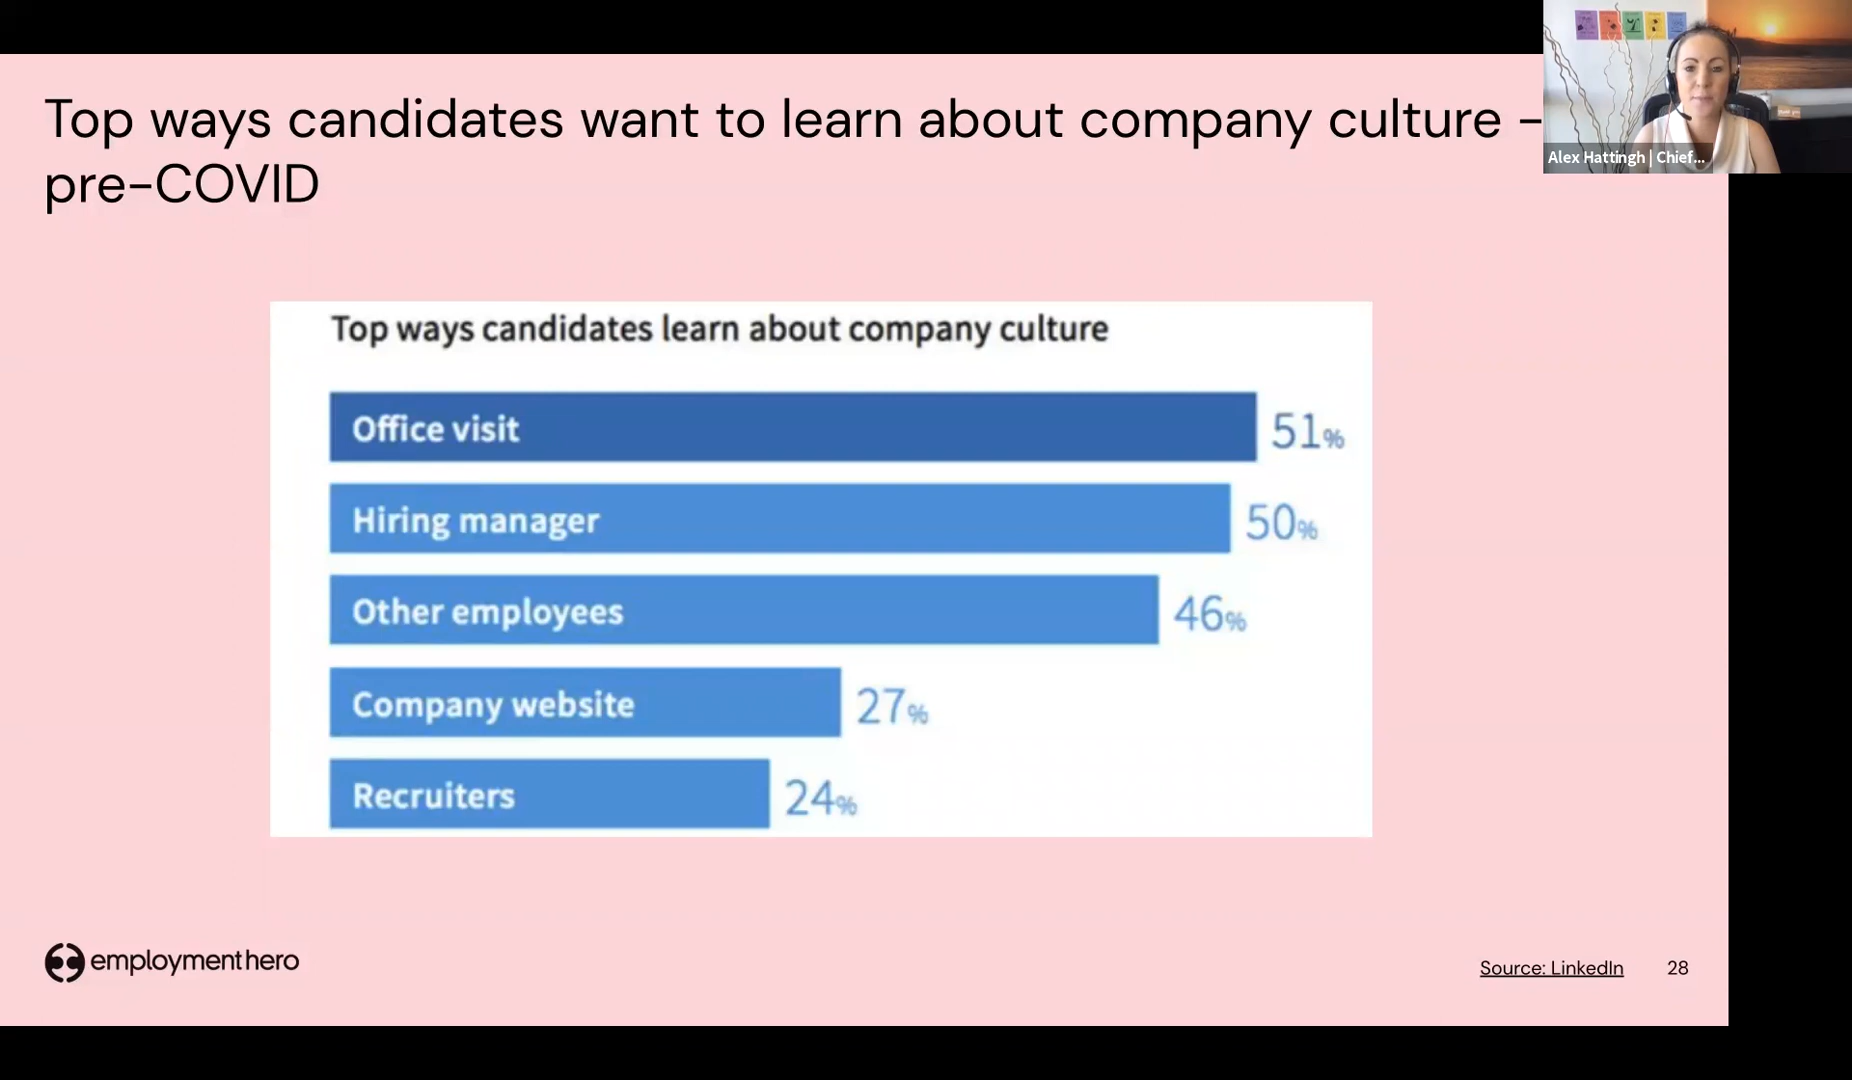 Top ways candidates want to learn about company culture –
pre-COVID
Alex Hattingh | Chief...
Top ways candidates learn about company culture
Office visit 51%
Hiring manager 50%
Other employees 46%
Company website 27%
Recruiters 24%
employmenthero
Source: LinkedIn 28